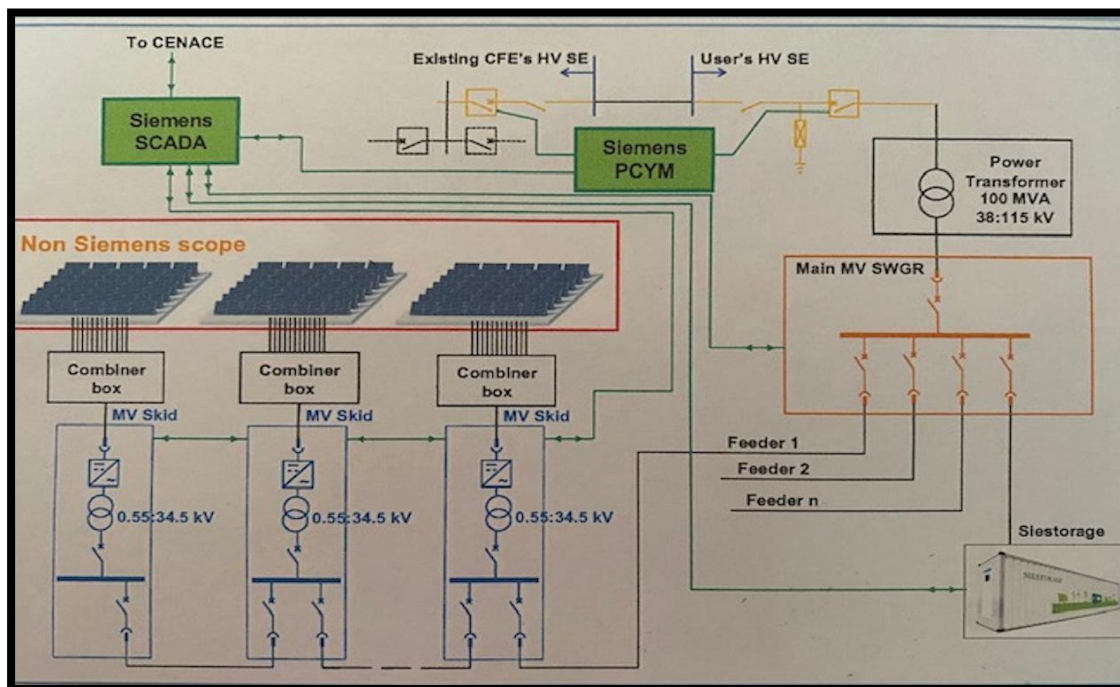 To CENACE
Existing CFE's HV SE
User's HV SE
Siemens
SCADA
Siemens
PCYM
Power
Transformer
100 MVA
38:115 kV
Non Siemens scope
Main MV SWGR
Combiner
box
Combiner
box
Combiner
box
MV Skid
MV Skid
MV Skid
Feeder 1
Feeder 2
Feeder n
0.55:34.5 kV
0.55:34.5 kV
0.55:34.5 kV
Siestorage